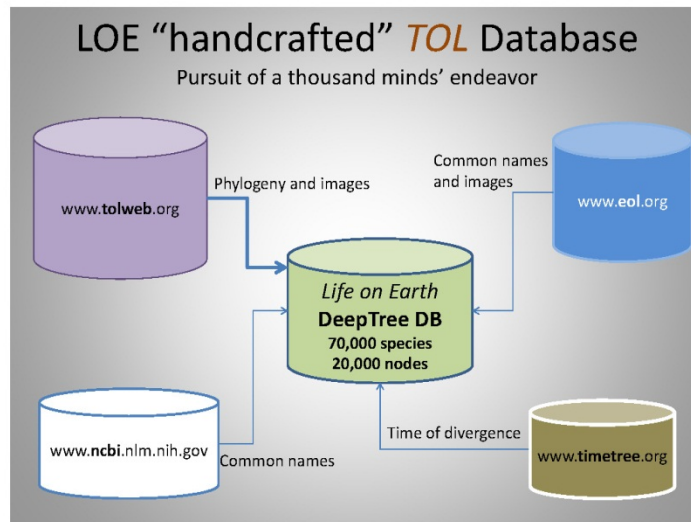 LOE “handcrafted” TOL Database
Pursuit of a thousand minds’ endeavor
www.tolweb.org
Phylogeny and images
Common names
and images
www.eol.org
Life on Earth
DeepTree DB
70,000 species
20,000 nodes
www.ncbi.nlm.nih.gov
Common names
Time of divergence
www.timetree.org